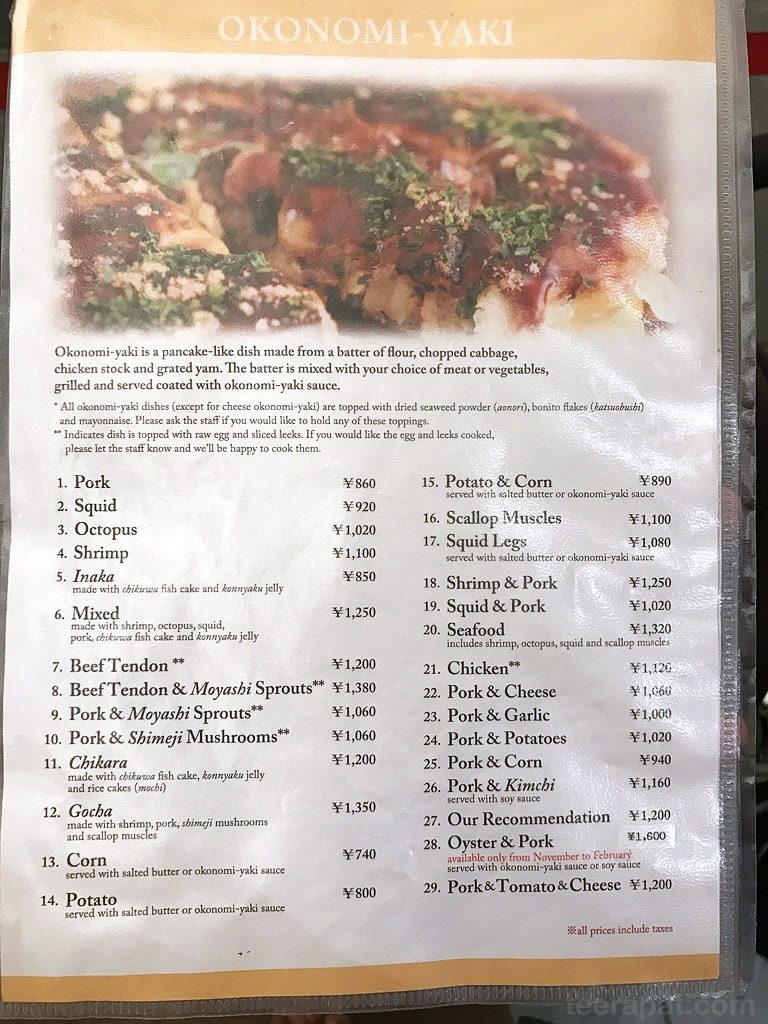 OKONOMI-YAKI
Okonomi-yaki is a pancake-like dish made from a batter of flour, chopped cabbage,
chicken stock and grated yam. The batter is mixed with your choice of meat or vegetables,
grilled and served coated with okonomi-yaki sauce.
* All okonomi-yaki dishes (except for cheese okonomi-yaki) are topped with dried seaweed powder (aonori), bonito flakes (katsuobushi)
and mayonnaise. Please ask the staff if you would like to hold any of these toppings.
** Indicates dish is topped with raw egg and sliced leeks. If you would like the egg and leeks cooked,
please let the staff know and we'll be happy to cook them.
1. Pork ¥860
2. Squid ¥920
3. Octopus ¥1,020
4. Shrimp ¥1,100
5. Inaka ¥850
made with chikuwa fish cake and konnyaku jelly
6. Mixed ¥1,250
made with shrimp, octopus, squid,
pork, chikuwa fish cake and konnyaku jelly
7. Beef Tendon ** ¥1,200
8. Beef Tendon & Moyashi Sprouts** ¥1,380
9. Pork & Moyashi Sprouts** ¥1,060
10. Pork & Shimeji Mushrooms** ¥1,060
11. Chikara ¥1,200
made with chikuwa fish cake, konnyaku jelly
and rice cakes (mochi)
12. Gocha ¥1,350
made with shrimp, pork, shimeji mushrooms
and scallop muscles
13. Corn ¥740
served with salted butter or okonomi-yaki sauce
14. Potato ¥800
served with salted butter or okonomi-yaki sauce
15. Potato & Corn ¥890
served with salted butter or okonomi-yaki sauce
16. Scallop Muscles ¥1,100
17. Squid Legs ¥1,080
served with salted butter or okonomi-yaki sauce
18. Shrimp & Pork ¥1,250
19. Squid & Pork ¥1,020
20. Seafood ¥1,320
includes shrimp, octopus, squid and scallop muscles
21. Chicken** ¥1,120
22. Pork & Cheese ¥1,060
23. Pork & Garlic ¥1,000
24. Pork & Potatoes ¥1,020
25. Pork & Corn ¥940
26. Pork & Kimchi ¥1,160
served with soy sauce
27. Our Recommendation ¥1,200
28. Oyster & Pork ¥1,600
available only from November to February
served with okonomi-yaki sauce or soy sauce
29. Pork & Tomato & Cheese ¥1,200
※all prices include taxes
teerapat.com